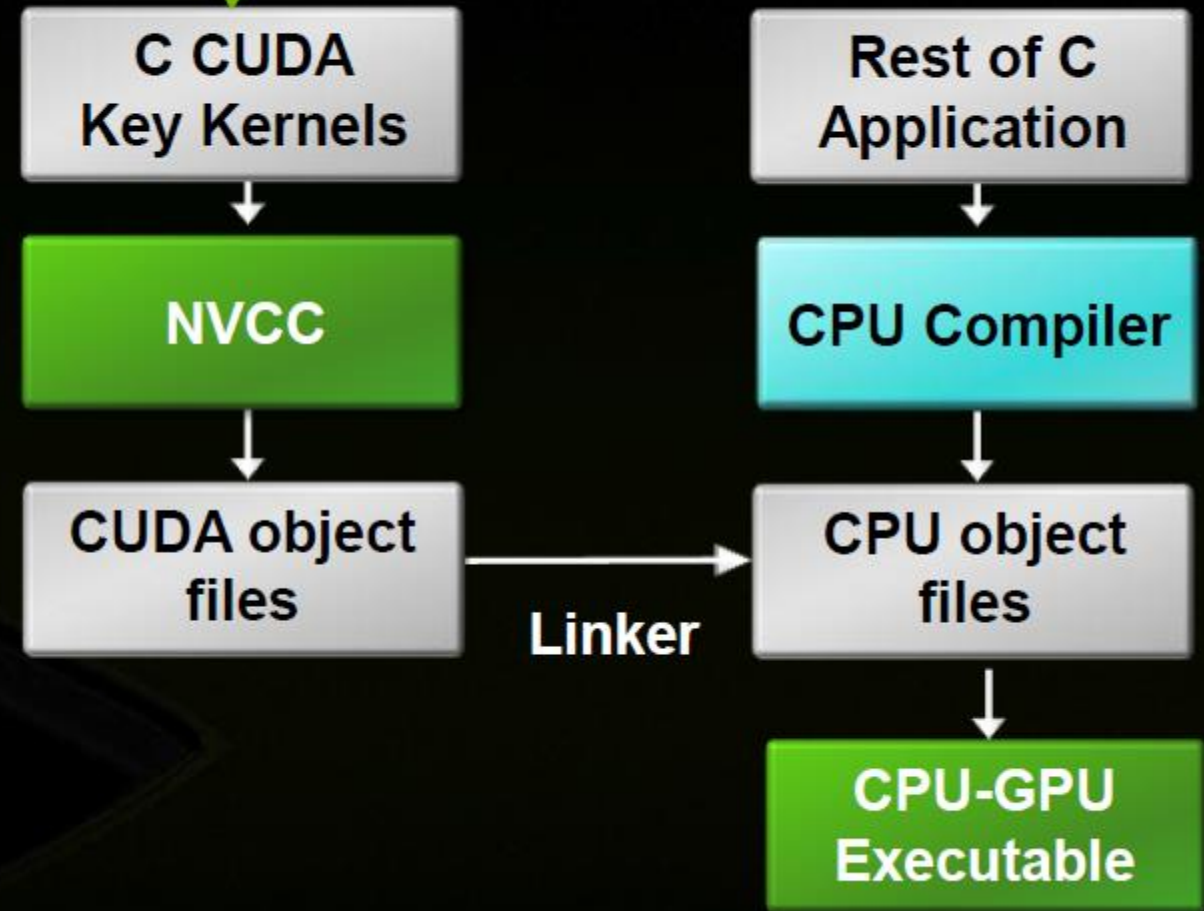 C CUDA
Key Kernels
Rest of C
Application
NVCC
CPU Compiler
CUDA object
files
Linker
CPU object
files
CPU-GPU
Executable